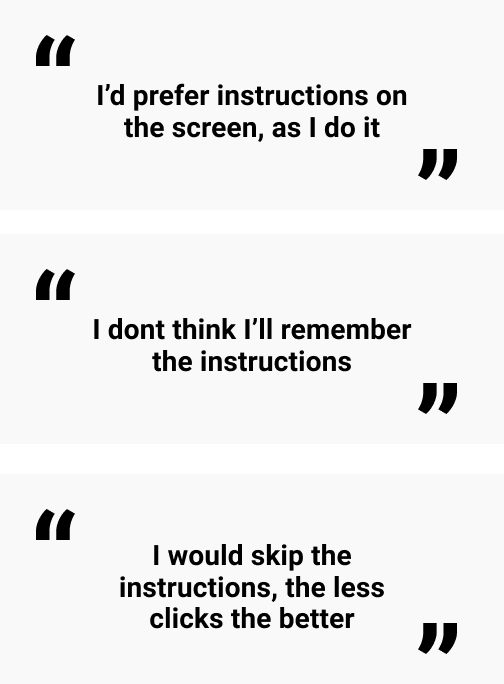 “
I’d prefer instructions on
the screen, as I do it
”
“
I dont think I’ll remember
the instructions
”
“
I would skip the
instructions, the less
clicks the better
”